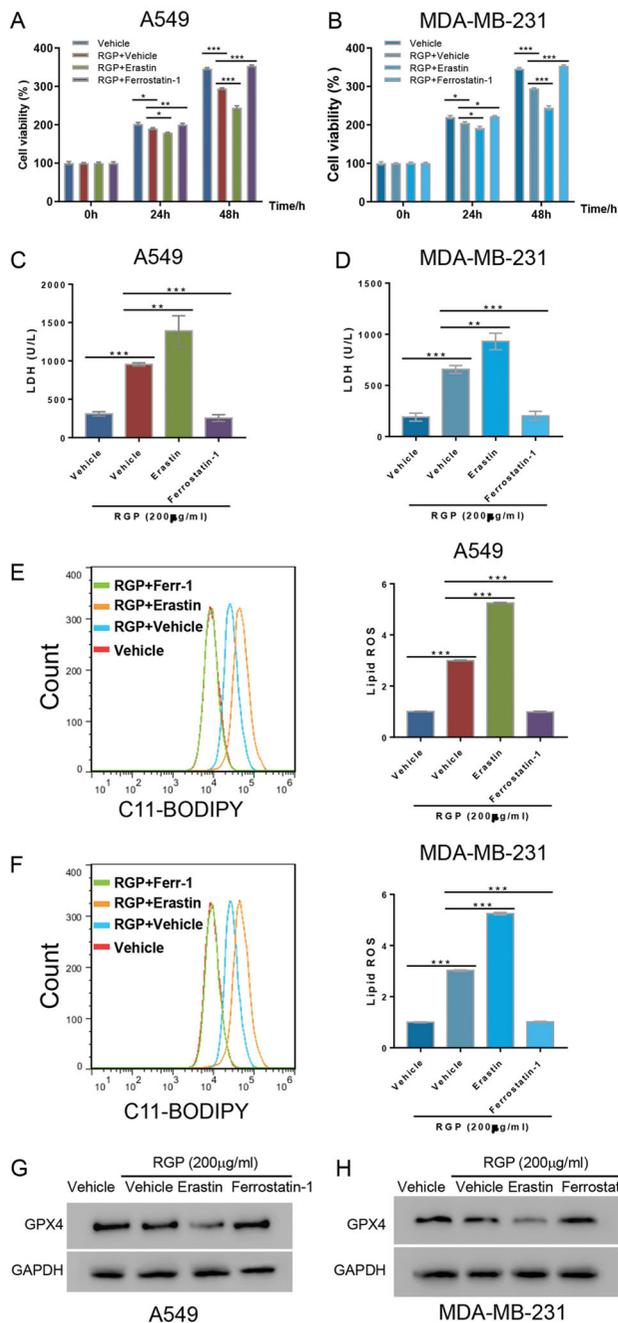 A
A549
Cell viability (%)
400
300
200
100
0
Vehicle
RGP+Vehicle
RGP+Erastin
RGP+Ferrostatin-1
*
**
*
***
***
***
0h
24h
48h
Time/h
B
MDA-MB-231
Cell viability (%)
400
300
200
100
0
Vehicle
RGP+Vehicle
RGP+Erastin
RGP+Ferrostatin-1
*
*
*
***
***
***
0h
24h
48h
Time/h
C
A549
LDH (U/L)
2000
1500
1000
500
0
***
**
***
Vehicle
Vehicle
Erastin
Ferrostatin-1
RGP (200μg/ml)
D
MDA-MB-231
LDH (U/L)
1500
1000
500
0
***
**
***
Vehicle
Vehicle
Erastin
Ferrostatin-1
RGP (200μg/ml)
E
Count
400
300
200
100
0
RGP+Ferr-1
RGP+Erastin
RGP+Vehicle
Vehicle
10¹ 10² 10³ 10⁴ 10⁵ 10⁶
C11-BODIPY
A549
Lipid ROS
6
4
2
0
***
***
***
Vehicle
Vehicle
Erastin
Ferrostatin-1
RGP (200μg/ml)
F
Count
400
300
200
100
0
RGP+Ferr-1
RGP+Erastin
RGP+Vehicle
Vehicle
10¹ 10² 10³ 10⁴ 10⁵ 10⁶
C11-BODIPY
MDA-MB-231
Lipid ROS
6
4
2
0
***
***
***
Vehicle
Vehicle
Erastin
Ferrostatin-1
RGP (200μg/ml)
G
RGP (200μg/ml)
Vehicle Vehicle Erastin Ferrostatin-1
GPX4
GAPDH
A549
H
RGP (200μg/ml)
Vehicle Vehicle Erastin Ferrostat
GPX4
GAPDH
MDA-MB-231